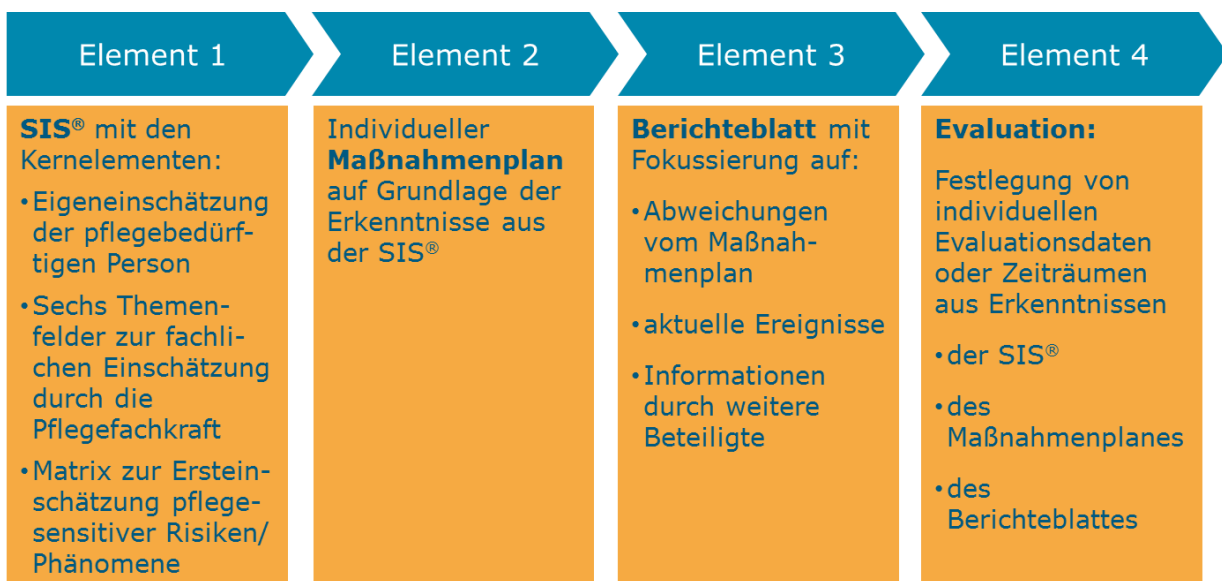 Element 1
Element 2
Element 3
Element 4
SIS® mit den
Kernelementen:
•Eigeneinschätzung
der pflegebedürf-
tigen Person
•Sechs Themen-
felder zur fachli-
chen Einschätzung
durch die
Pflegefachkraft
•Matrix zur Erstein-
schätzung pflege-
sensitiver Risiken/
Phänomene
Individueller
Maßnahmenplan
auf Grundlage der
Erkenntnisse aus
der SIS®
Berichteblatt mit
Fokussierung auf:
•Abweichungen
vom Maßnah-
menplan
•aktuelle Ereignisse
•Informationen
durch weitere
Beteiligte
Evaluation:
Festlegung von
individuellen
Evaluationsdaten
oder Zeiträumen
aus Erkenntnissen
•der SIS®
•des
Maßnahmenplanes
•des
Berichteblattes